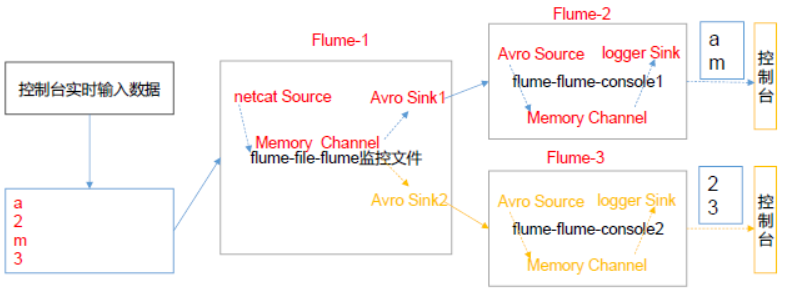 控制台实时输入数据
a
2
m
3
Flume-1
netcat Source
Avro Sink1
Memory Channel
flume-file-flume监控文件
Avro Sink2
Flume-2
Avro Source
logger Sink
flume-flume-console1
Memory Channel
a
m
控制台
Flume-3
Avro Source
logger Sink
flume-flume-console2
Memory Channel
2
3
控制台